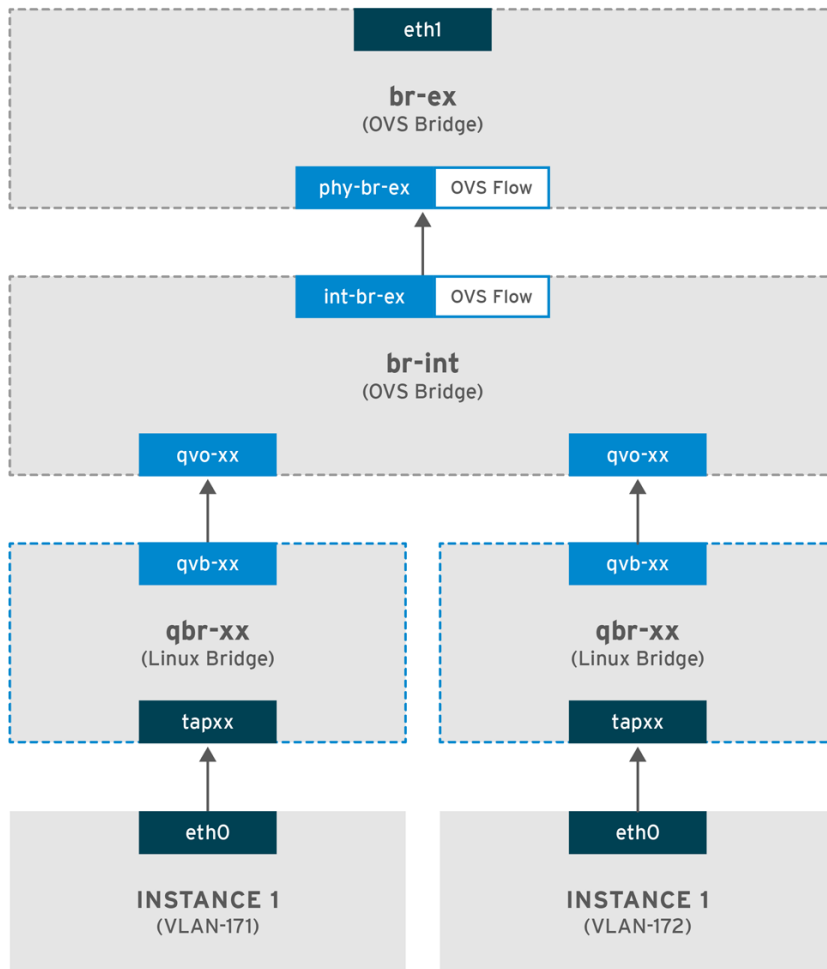 eth1
br-ex
(OVS Bridge)
phy-br-ex OVS Flow
int-br-ex OVS Flow
br-int
(OVS Bridge)
qvo-xx qvo-xx
qvb-xx qvb-xx
qbr-xx qbr-xx
(Linux Bridge) (Linux Bridge)
tapxx tapxx
eth0 eth0
INSTANCE 1 INSTANCE 1
(VLAN-171) (VLAN-172)